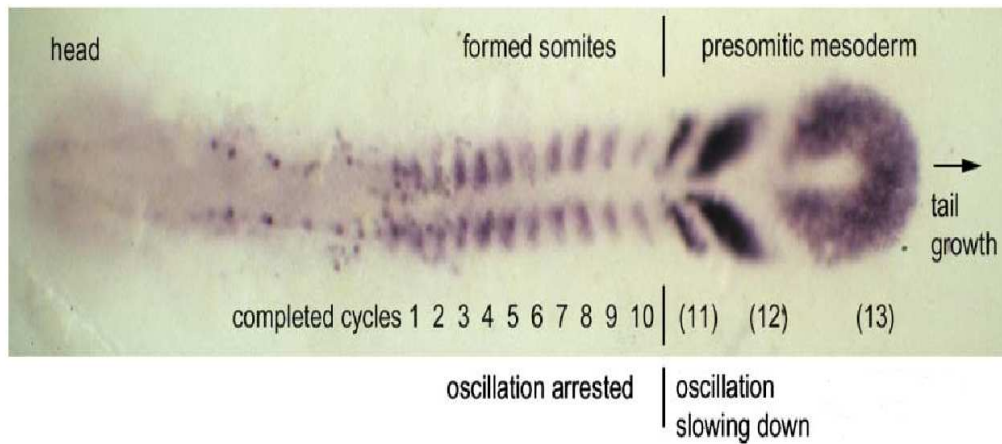 head
formed somites
presomitic mesoderm
tail
growth
completed cycles 1 2 3 4 5 6 7 8 9 10 (11) (12) (13)
oscillation arrested
oscillation
slowing down